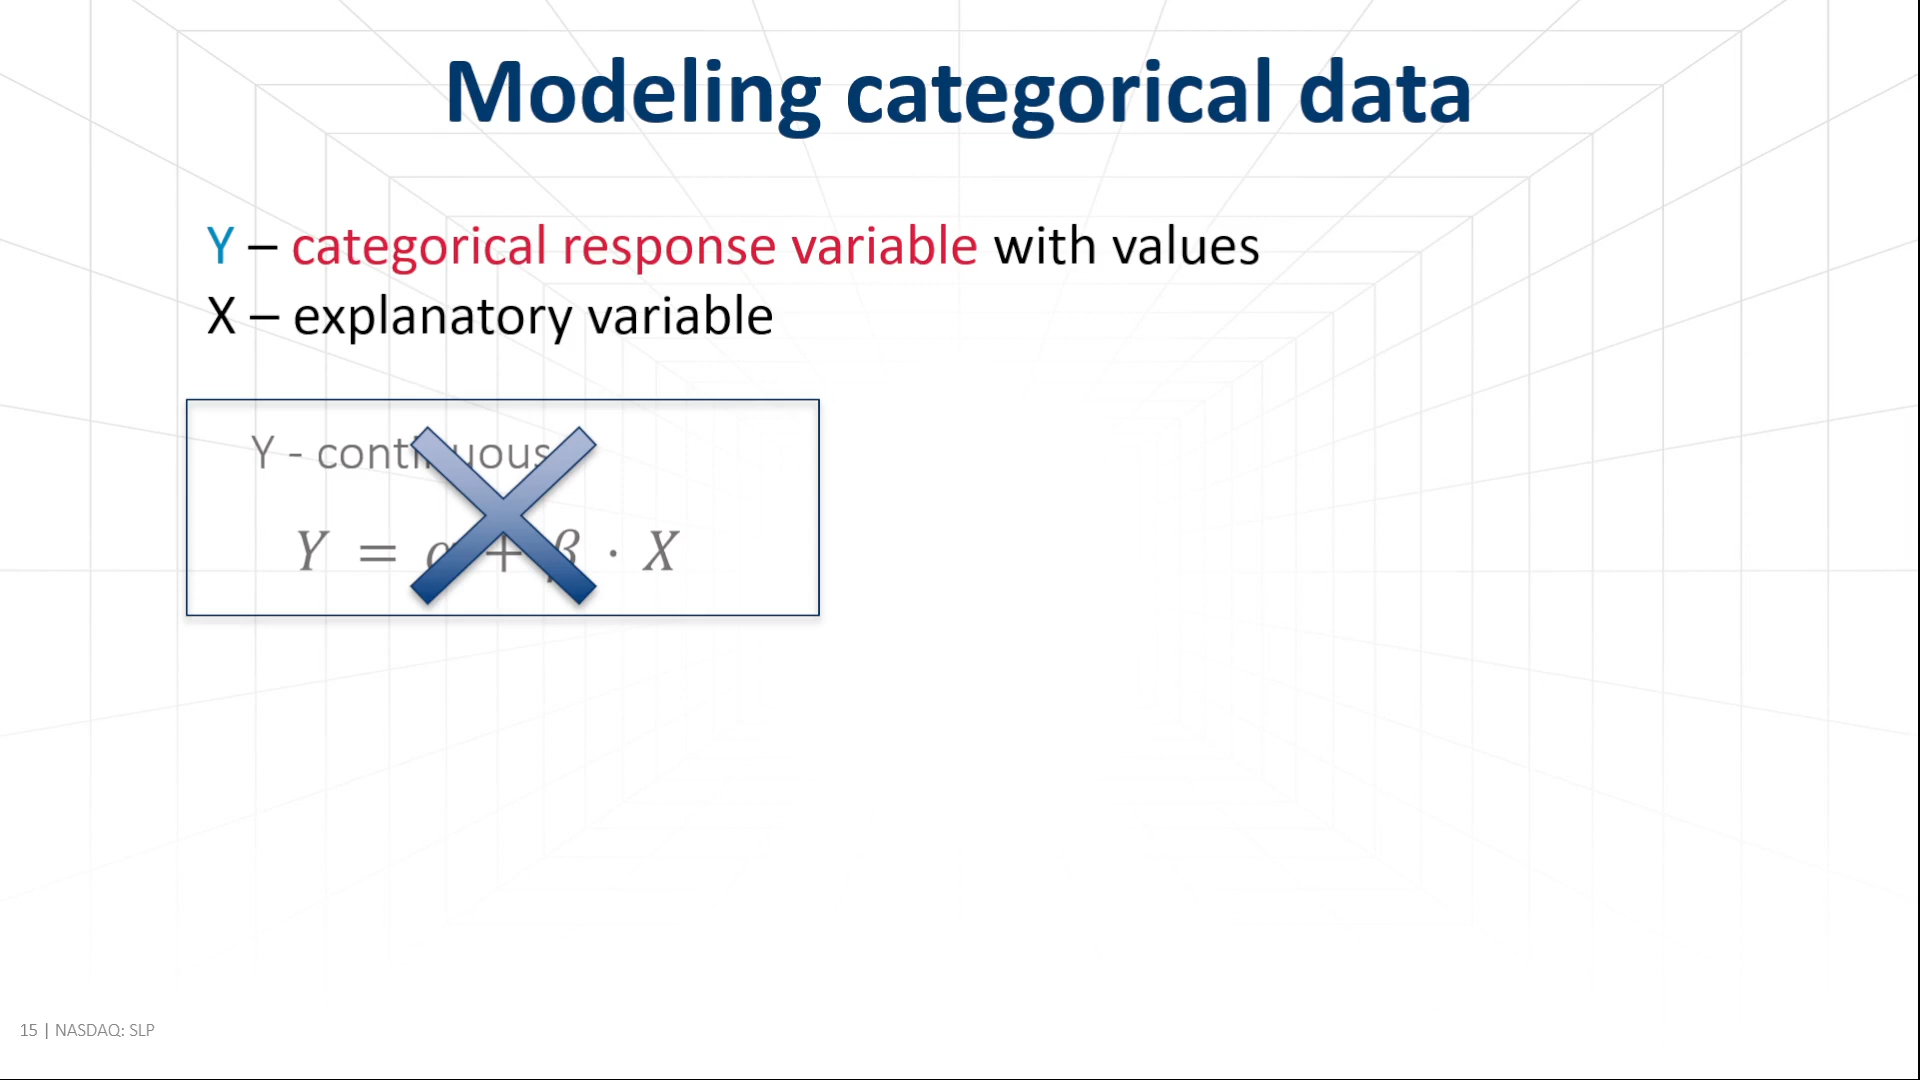 Modeling categorical data
Y – categorical response variable with values
X – explanatory variable
Y - continuous
Y = α + β · X
15 | NASDAQ: SLP